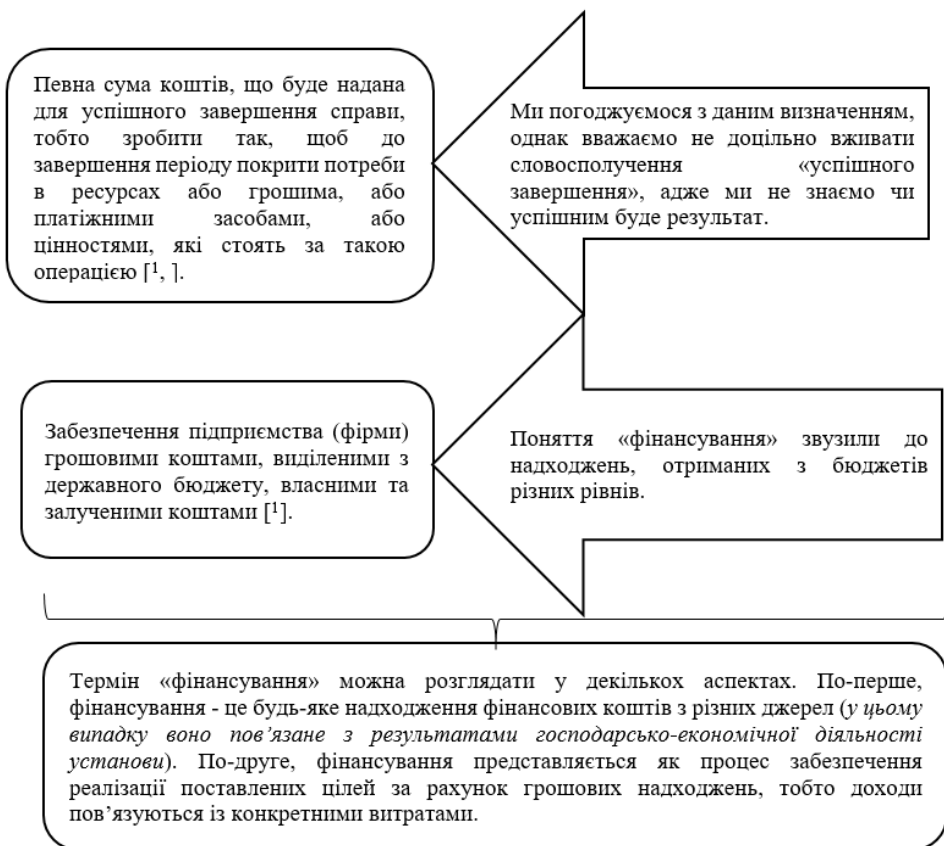 Певна сума коштів, що буде надана
для успішного завершення справи,
тобто зробити так, щоб до
завершення періоду покрити потреби
в ресурсах або грошима, або
платіжними засобами, або
цінностями, які стоять за такою
операцією [¹, ].
Ми погоджуємося з даним визначенням,
однак вважаємо не доцільно вживати
словосполучення «успішного
завершення», адже ми не знаємо чи
успішним буде результат.
Забезпечення підприємства (фірми)
грошовими коштами, виділеними з
державного бюджету, власними та
залученими коштами [¹].
Поняття «фінансування» звузили до
надходжень, отриманих з бюджетів
різних рівнів.
Термін «фінансування» можна розглядати у декількох аспектах. По-перше,
фінансування - це будь-яке надходження фінансових коштів з різних джерел (у цьому
випадку воно пов’язане з результатами господарсько-економічної діяльності
установи). По-друге, фінансування представляється як процес забезпечення
реалізації поставлених цілей за рахунок грошових надходжень, тобто доходи
пов’язуються із конкретними витратами.